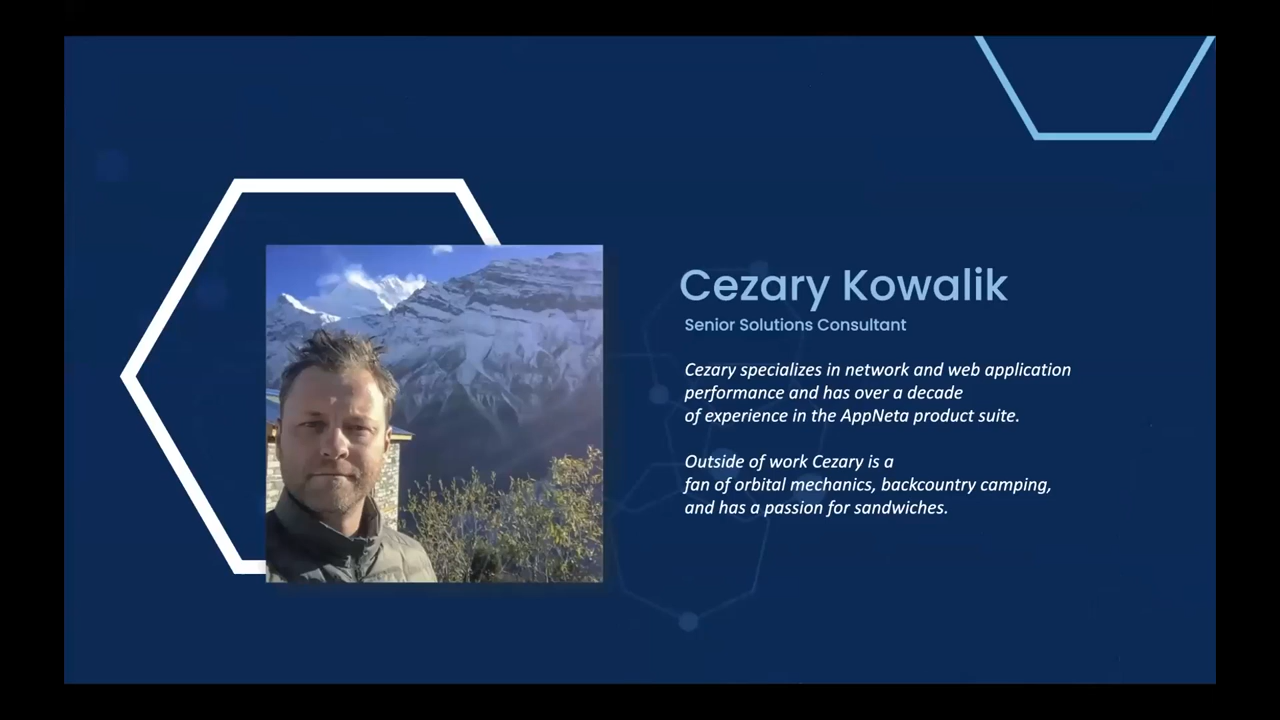 Cezary Kowalik
Senior Solutions Consultant
Cezary specializes in network and web application
performance and has over a decade
of experience in the AppNeta product suite.
Outside of work Cezary is a
fan of orbital mechanics, backcountry camping,
and has a passion for sandwiches.